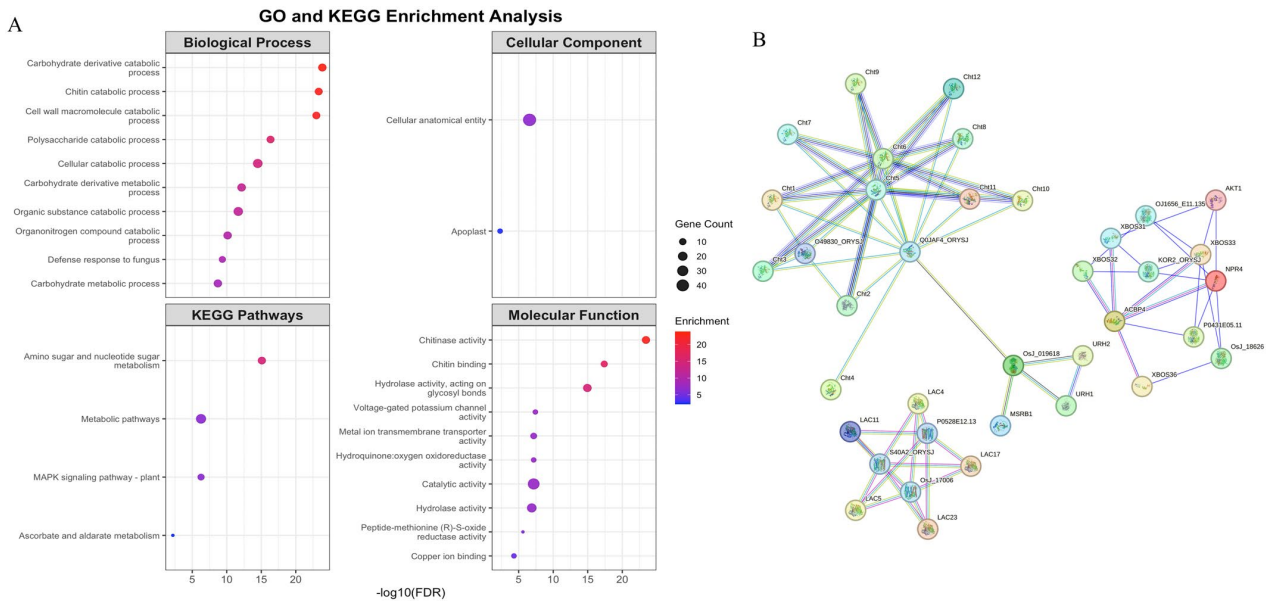 A
GO and KEGG Enrichment Analysis
Biological Process
Carbohydrate derivative catabolic
process
Chitin catabolic process
Cell wall macromolecule catabolic
process
Polysaccharide catabolic process
Cellular catabolic process
Carbohydrate derivative metabolic
process
Organic substance catabolic process
Organonitrogen compound catabolic
process
Defense response to fungus
Carbohydrate metabolic process
Cellular Component
Cellular anatomical entity
Apoplast
KEGG Pathways
Amino sugar and nucleotide sugar
metabolism
Metabolic pathways
MAPK signaling pathway - plant
Ascorbate and aldarate metabolism
5 10 15 20
Molecular Function
Chitinase activity
Chitin binding
Hydrolase activity, acting on
glycosyl bonds
Voltage-gated potassium channel
activity
Metal ion transmembrane transporter
activity
Hydroquinone:oxygen oxidoreductase
activity
Catalytic activity
Hydrolase activity
Peptide-methionine (R)-S-oxide
reductase activity
Copper ion binding
5 10 15 20
-log10(FDR)
Gene Count
10
20
30
40
Enrichment
20
15
10
5
B
Cht9
Cht12
Cht7
Cht8
Cht6
Cht5
Cht1
Cht11
Cht10
O49830_ORYSJ
Q0JAF4_ORYSJ
Cht3
Cht2
Cht4
AKT1
OJ1656_E11.135
XBOS31
XBOS33
XBOS32
KOR2_ORYSJ
NPR4
ACBP4
P0431E05.11
OsJ_18626
XBOS36
OsJ_019618
URH2
URH1
MSRB1
LAC4
LAC11
P0528E12.13
S40A2_ORYSJ
LAC17
OsJ_17006
LAC5
LAC23